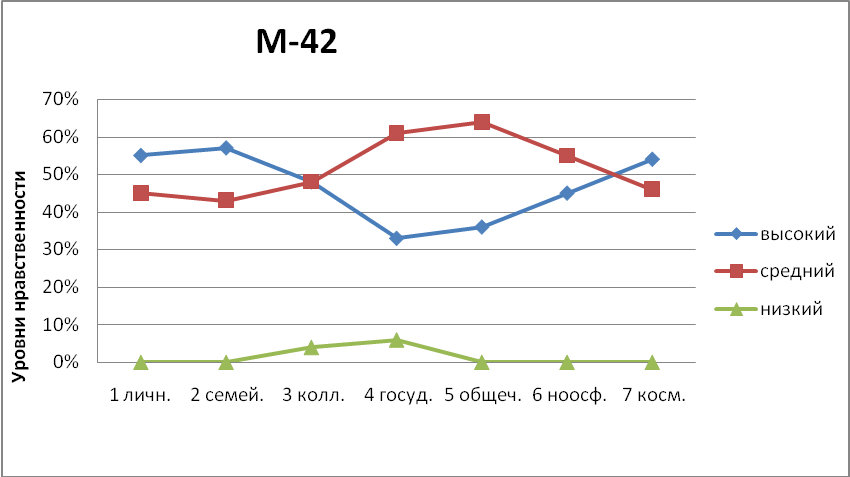 М-42
Уровни нравственности
70%
60%
50%
40%
30%
20%
10%
0%
1 личн. 2 семей. 3 колл. 4 госуд. 5 общеч. 6 ноосф. 7 косм.
высокий
средний
низкий